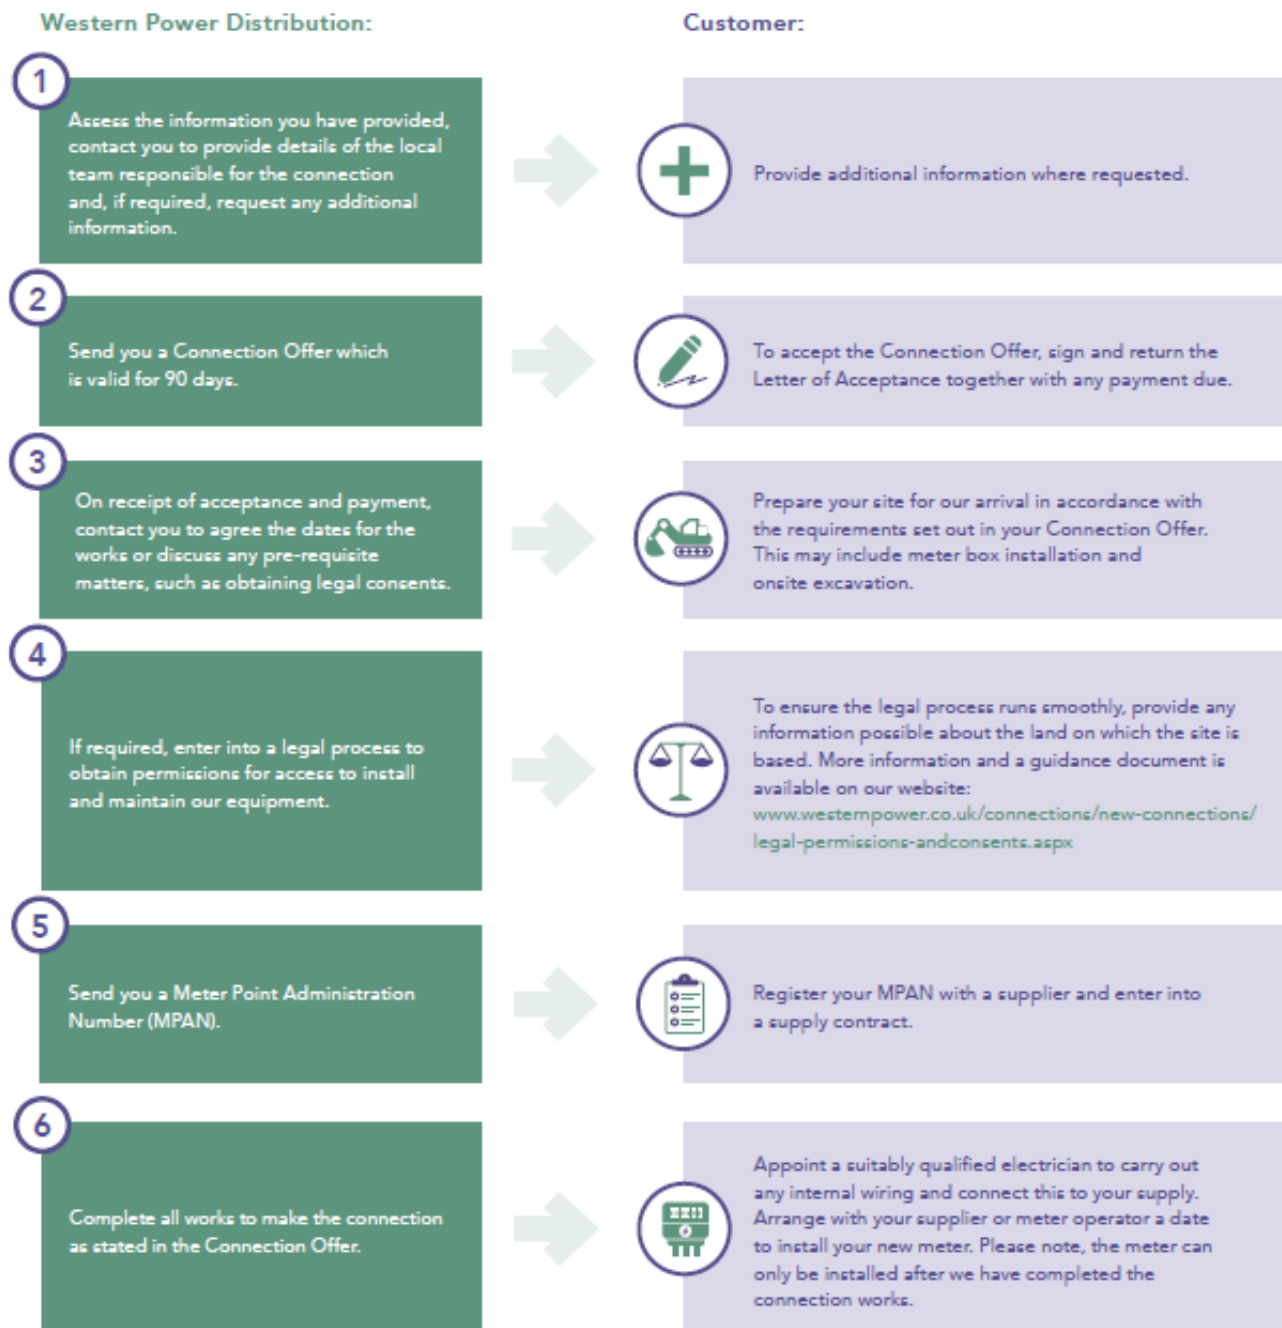 Western Power Distribution:
Customer:
1
Assess the information you have provided,
contact you to provide details of the local
team responsible for the connection
and, if required, request any additional
information.
Provide additional information where requested.
2
Send you a Connection Offer which
is valid for 90 days.
To accept the Connection Offer, sign and return the
Letter of Acceptance together with any payment due.
3
On receipt of acceptance and payment,
contact you to agree the dates for the
works or discuss any pre-requisite
matters, such as obtaining legal consents.
Prepare your site for our arrival in accordance with
the requirements set out in your Connection Offer.
This may include meter box installation and
onsite excavation.
4
If required, enter into a legal process to
obtain permissions for access to install
and maintain our equipment.
To ensure the legal process runs smoothly, provide any
information possible about the land on which the site is
based. More information and a guidance document is
available on our website:
www.westernpower.co.uk/connections/new-connections/
legal-permissions-andconsents.aspx
5
Send you a Meter Point Administration
Number (MPAN).
Register your MPAN with a supplier and enter into
a supply contract.
6
Complete all works to make the connection
as stated in the Connection Offer.
Appoint a suitably qualified electrician to carry out
any internal wiring and connect this to your supply.
Arrange with your supplier or meter operator a date
to install your new meter. Please note, the meter can
only be installed after we have completed the
connection works.